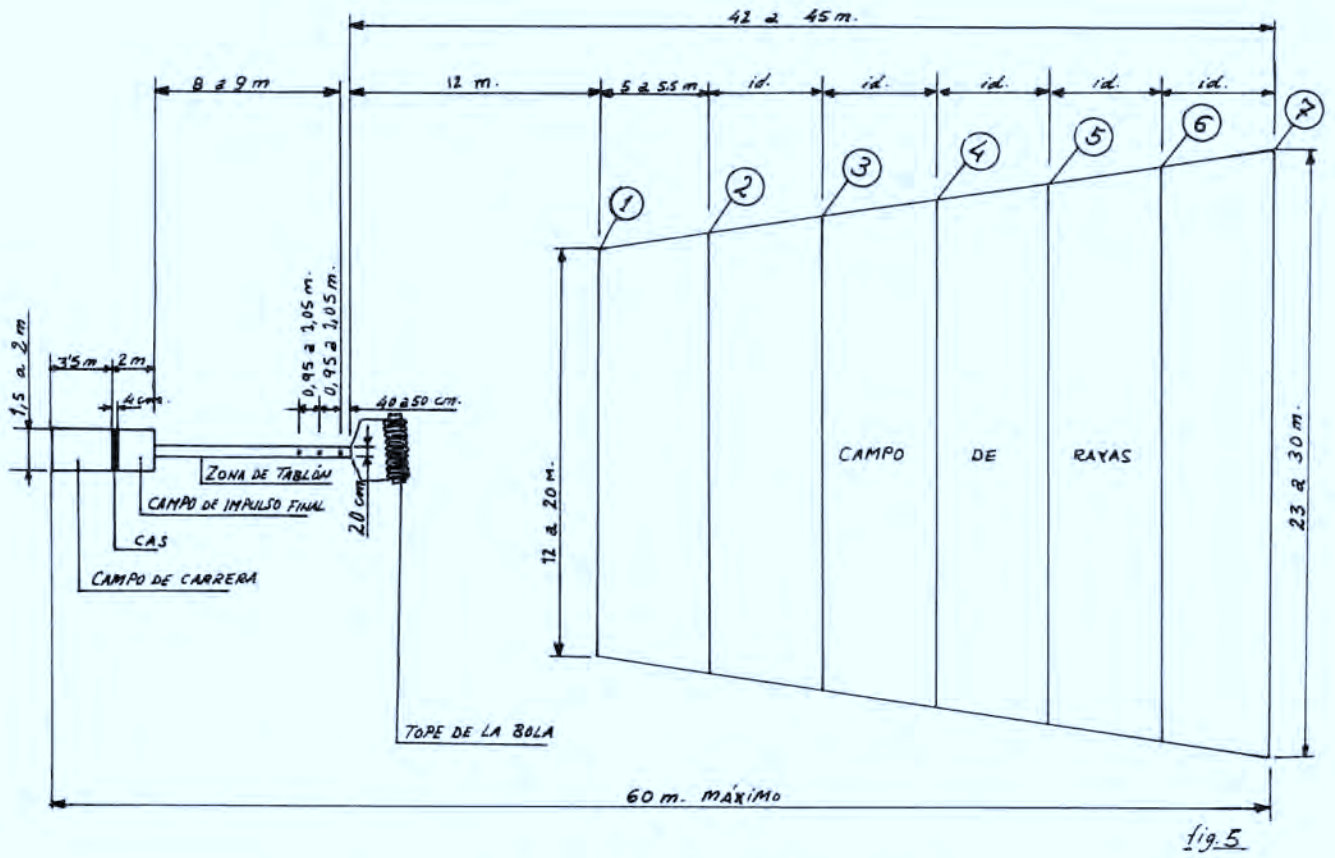 42 a 45 m.
8 a 9 m
12 m.
5 a 5.5 m
id.
id.
id.
id.
id.
1
2
3
4
5
6
7
1,5 a 2 m
3'5 m
2 m.
4 cm.
0,95 a 1,05 m.
0,95 a 1,05 m.
40 a 50 cm.
20 cm
ZONA DE TABLÓN
CAMPO DE IMPULSO FINAL
CAS
CAMPO DE CARRERA
TOPE DE LA BOLA
12 a 20 m.
CAMPO DE RAYAS
23 a 30 m.
60 m. MÁXIMO
fig. 5